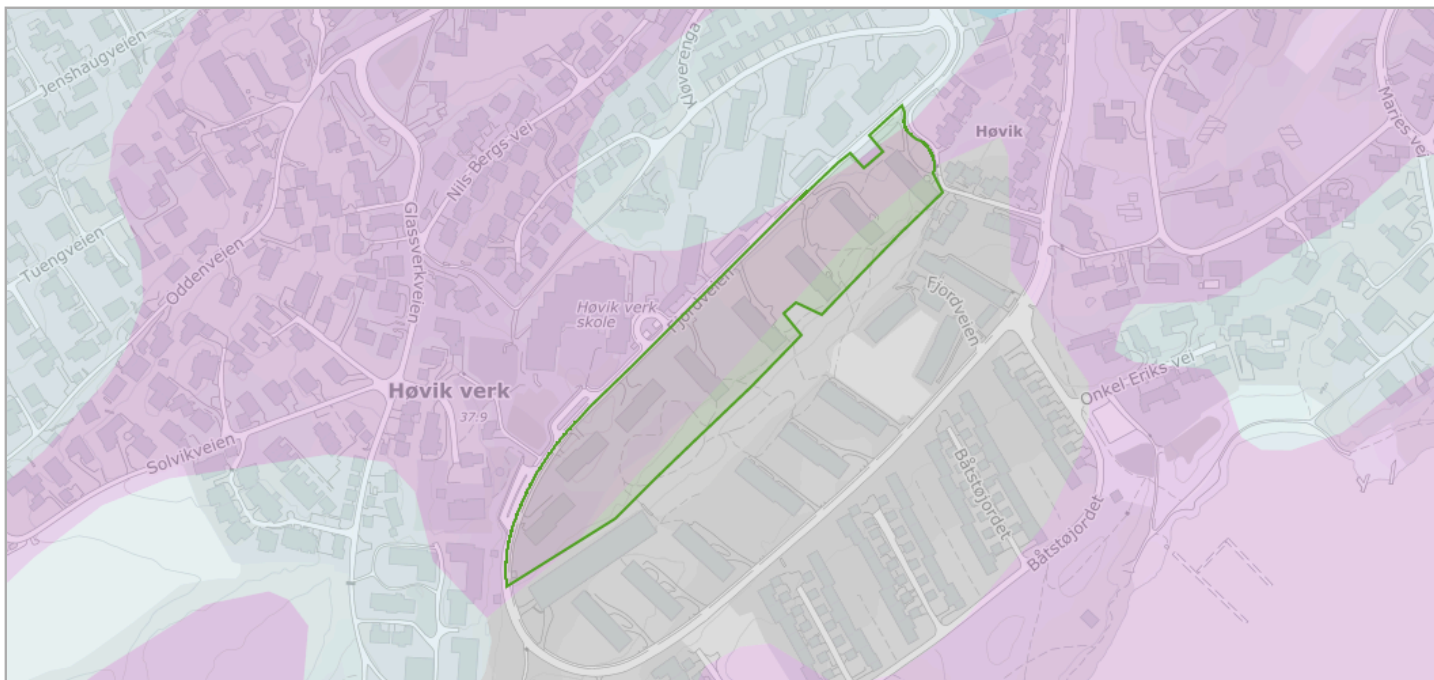 Jenshaugveien
Kløverenga
Maries vei
Nils Bergs vei
Høvik
Tuengveien
Oddenveien
Glassverkveien
Fjordveien
Høvik verk
skole
Fjordveien
Høvik verk
37.9
Onkel Eriks vei
Solvikveien
Båtstøjordet
Båtstøjordet